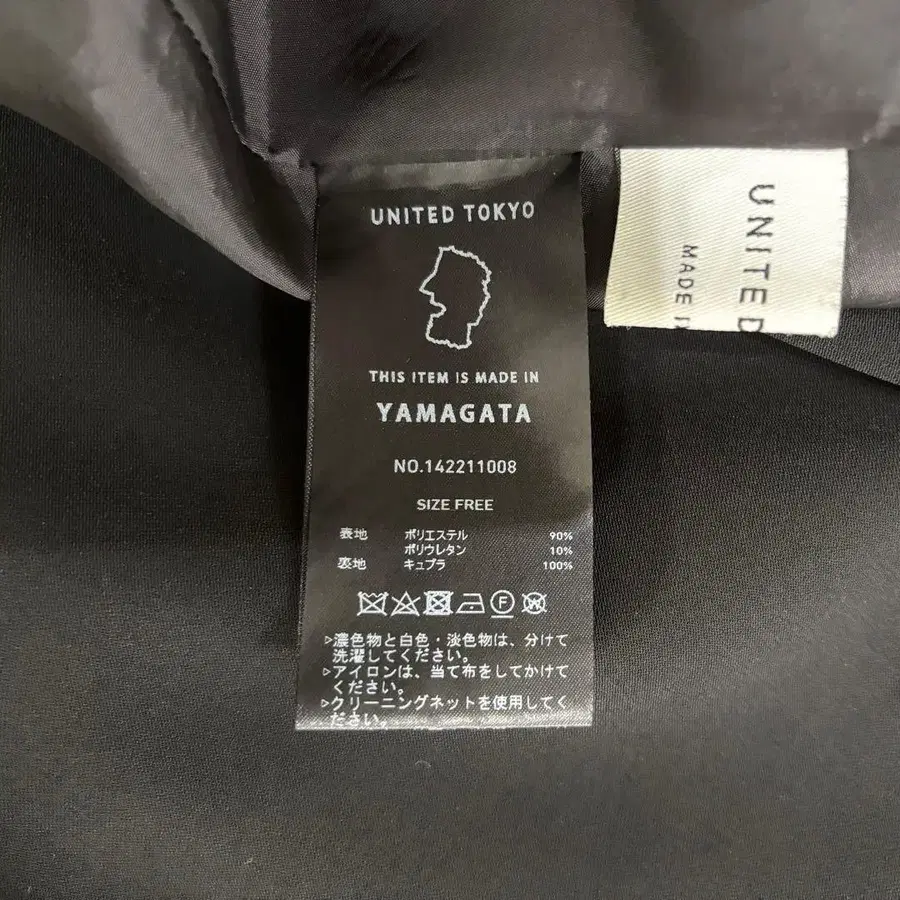 UNITED TOKYO
THIS ITEM IS MADE IN
YAMAGATA
NO.142211008
SIZE FREE
表地 ポリエステル 90%
ポリウレタン 10%
裏地 キュプラ 100%
F W
▷濃色物と白色・淡色物は、分けて
洗濯してください。
▷アイロンは、当て布をしてかけて
ください。
▷クリーニングネットを使用してく
ださい。
UNITED
MADE